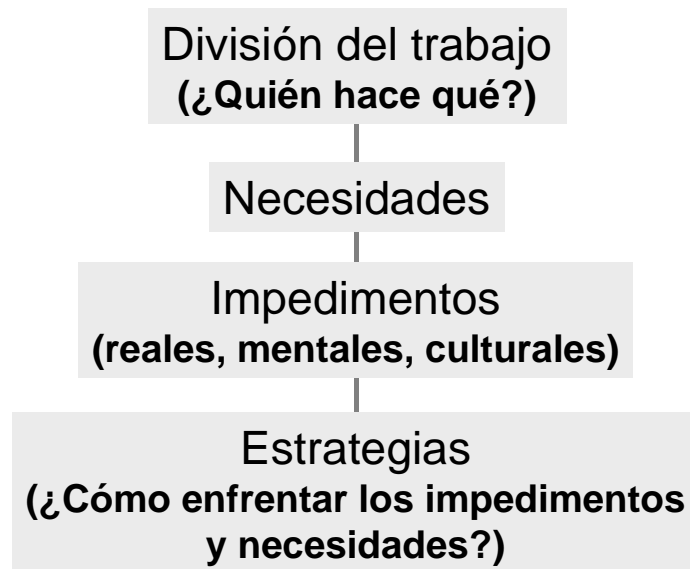 División del trabajo
(¿Quién hace qué?)
Necesidades
Impedimentos
(reales, mentales, culturales)
Estrategias
(¿Cómo enfrentar los impedimentos
y necesidades?)